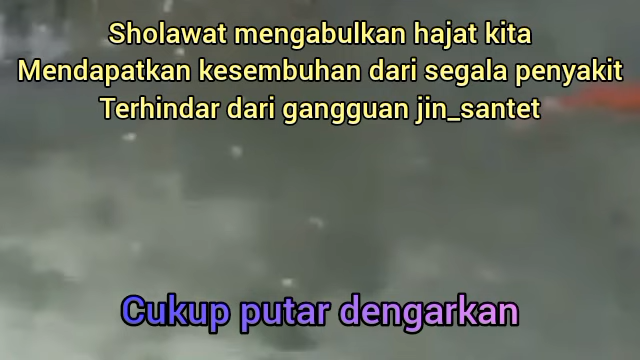 Sholawat mengabulkan hajat kita
Mendapatkan kesembuhan dari segala penyakit
Terhindar dari gangguan jin_santet
Cukup putar dengarkan